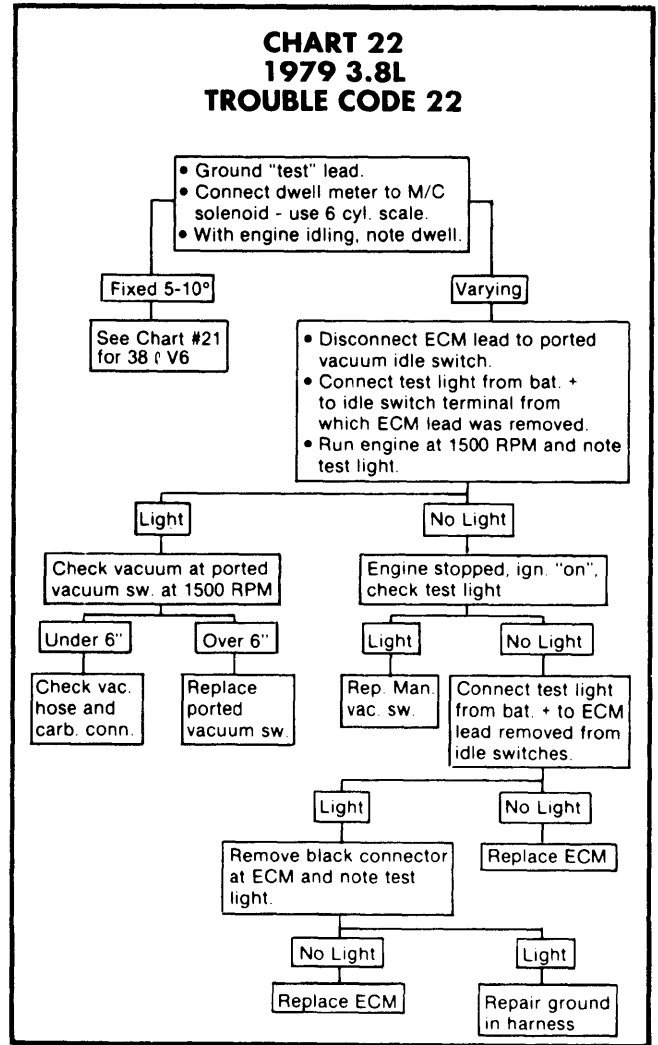 CHART 22
1979 3.8L
TROUBLE CODE 22
• Ground "test" lead.
• Connect dwell meter to M/C
solenoid - use 6 cyl. scale.
• With engine idling, note dwell.
Fixed 5-10°
Varying
See Chart #21
for 38 ℓ V6
• Disconnect ECM lead to ported
vacuum idle switch.
• Connect test light from bat. +
to idle switch terminal from
which ECM lead was removed.
• Run engine at 1500 RPM and note
test light.
Light
No Light
Check vacuum at ported
vacuum sw. at 1500 RPM
Engine stopped, ign. "on",
check test light
Under 6"
Over 6"
Light
No Light
Check vac.
hose and
carb. conn.
Replace
ported
vacuum sw.
Rep. Man.
vac. sw.
Connect test light
from bat. + to ECM
lead removed from
idle switches.
Light
No Light
Remove black connector
at ECM and note test
light.
Replace ECM
No Light
Light
Replace ECM
Repair ground
in harness